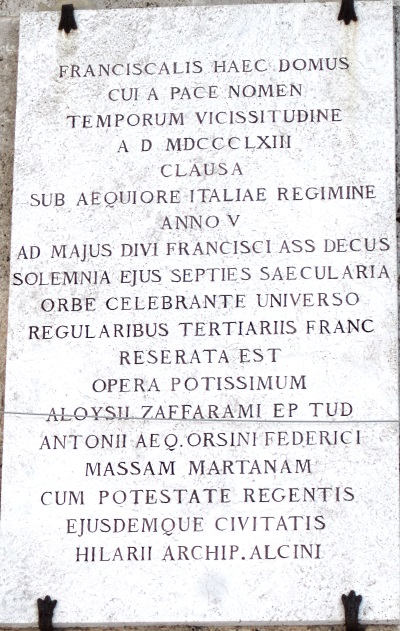 FRANCISCALIS HAEC DOMUS
CUI A PACE NOMEN
TEMPORUM VICISSITUDINE
A D MDCCCLXIII
CLAUSA
SUB AEQUIORE ITALIAE REGIMINE
ANNO V
AD MAJUS DIVI FRANCISCI ASS DECUS
SOLEMNIA EJUS SEPTIES SAECULARIA
ORBE CELEBRANTE UNIVERSO
REGULARIBUS TERTIARIIS FRANC
RESERATA EST
OPERA POTISSIMUM
ALOYSII ZAFFARAMI EP TUD
ANTONII AEQ. ORSINI FEDERICI
MASSAM MARTANAM
CUM POTESTATE REGENTIS
EJUSDEMQUE CIVITATIS
HILARII ARCHIP. ALCINI